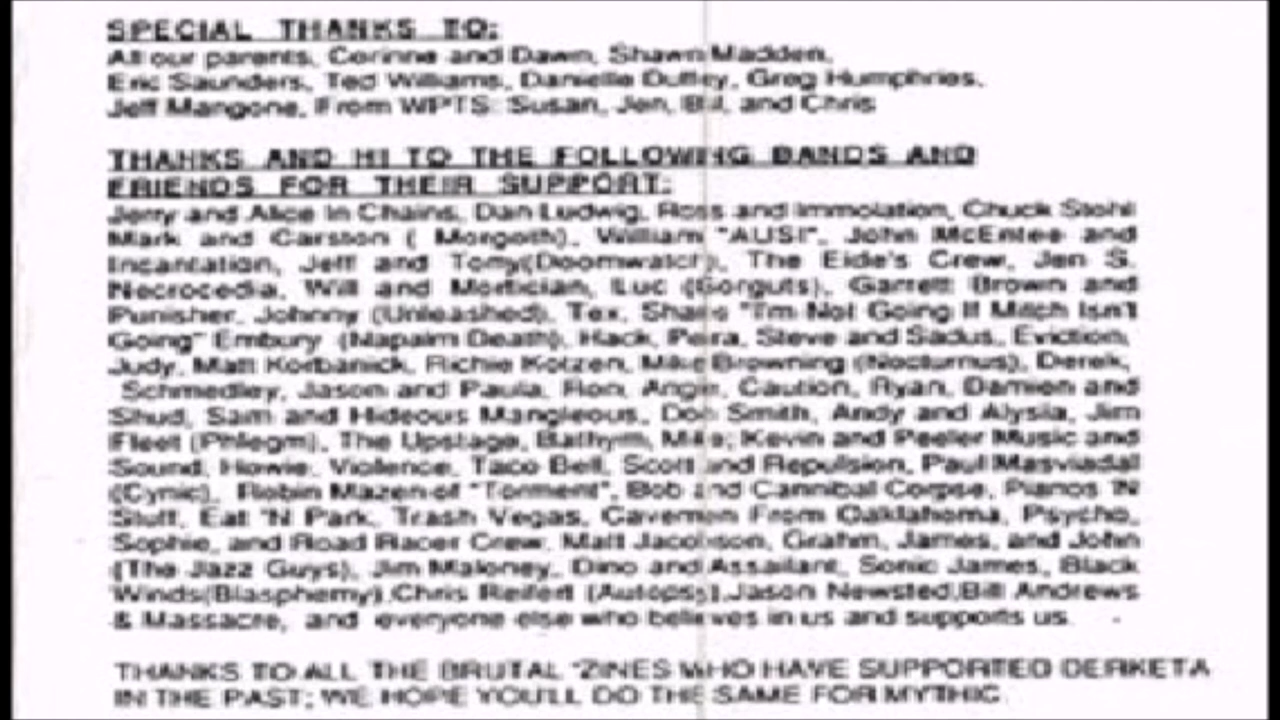 SPECIAL THANKS TO:
All our parents, Corinne and Dawn, Shawn Madden,
Eric Saunders, Ted Williams, Danielle Duffey, Greg Humphries,
Jeff Mangone, From WPTS: Susan, Jen, Bill, and Chris
THANKS AND HI TO THE FOLLOWING BANDS AND
FRIENDS FOR THEIR SUPPORT:
Jerry and Alice In Chains, Dan Ludwig, Ross and Immolation, Chuck Stohl
Mark and Carsten ( Morgoth), William "AUSI", John McEntee and
Incantation, Jeff and Tony(Doomwatch), The Eide's Crew, Jen S.
Necrocedia, Will and Mortician, Luc (Gorguts), Garrett Brown and
Punisher, Johnny (Unleashed), Tex, Shane "I'm Not Going If Mitch Isn't
Going" Embury (Napalm Death), Hack, Petra, Steve and Sadus, Eviction,
Judy, Matt Korbanick, Richie Kotzen, Mike Browning (Nocturnus), Derek,
Schmedley, Jason and Paula, Ron, Angie, Caution, Ryan, Damien and
Shud, Sam and Hideous Mangleous, Don Smith, Andy and Alysia, Jim
Fleet (Phlegm), The Upstage, Bathym, Mike, Kevin and Peeler Music and
Sound, Howie, Violence, Taco Bell, Scott and Repulsion, Paul Masvidal
(Cynic), Robin Mazen of "Torment", Bob and Cannibal Corpse, Pianos 'N
Stuff, Eat 'N Park, Trash Vegas, Cavemen From Oaklahoma, Psycho,
Sophie, and Road Racer Crew, Matt Jacobson, Grahm, James, and John
(The Jazz Guys), Jim Maloney, Dino and Assailant, Sonic James, Black
Winds(Blasphemy),Chris Reifert (Autopsy),Jason Newsted,Bill Andrews
& Massacre, and everyone else who believes in us and supports us.
THANKS TO ALL THE BRUTAL 'ZINES WHO HAVE SUPPORTED DERKETA
IN THE PAST; WE HOPE YOU'LL DO THE SAME FOR MYTHIC.